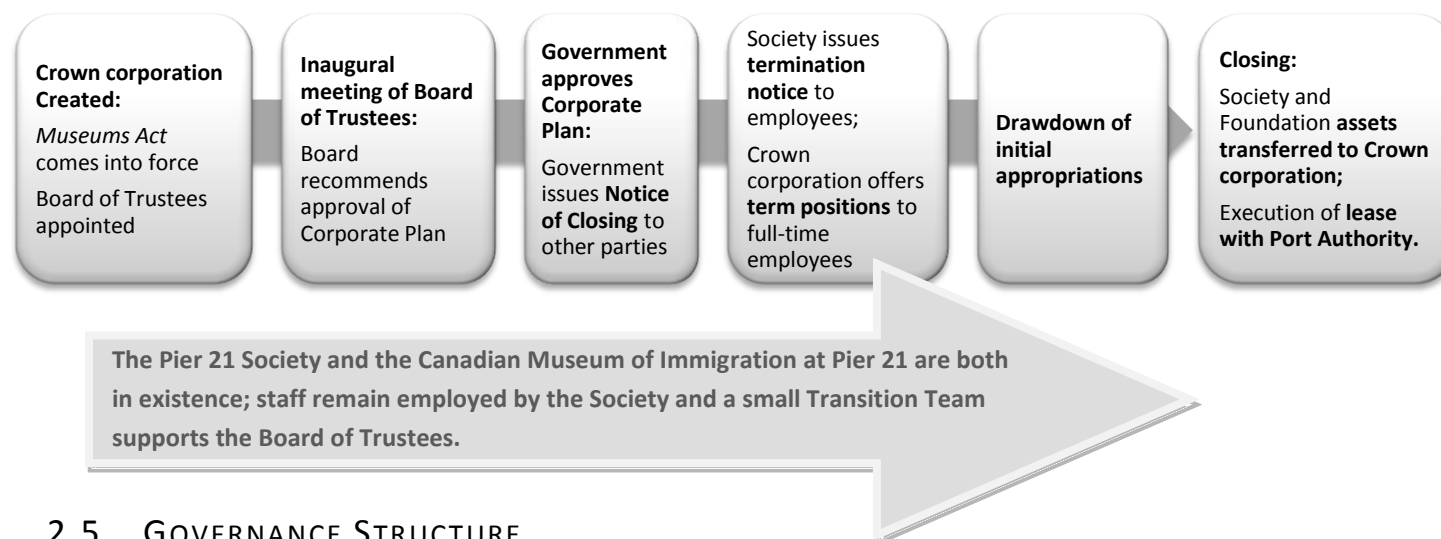 Crown corporation
Created:
Museums Act
comes into force
Board of Trustees
appointed
Inaugural
meeting of Board
of Trustees:
Board
recommends
approval of
Corporate Plan
Government
approves
Corporate
Plan:
Government
issues Notice
of Closing to
other parties
Society issues
termination
notice to
employees;
Crown
corporation offers
term positions to
full-time
employees
Drawdown of
initial
appropriations
Closing:
Society and
Foundation assets
transferred to Crown
corporation;
Execution of lease
with Port Authority.
The Pier 21 Society and the Canadian Museum of Immigration at Pier 21 are both
in existence; staff remain employed by the Society and a small Transition Team
supports the Board of Trustees.
2.5 GOVERNANCE STRUCTURE